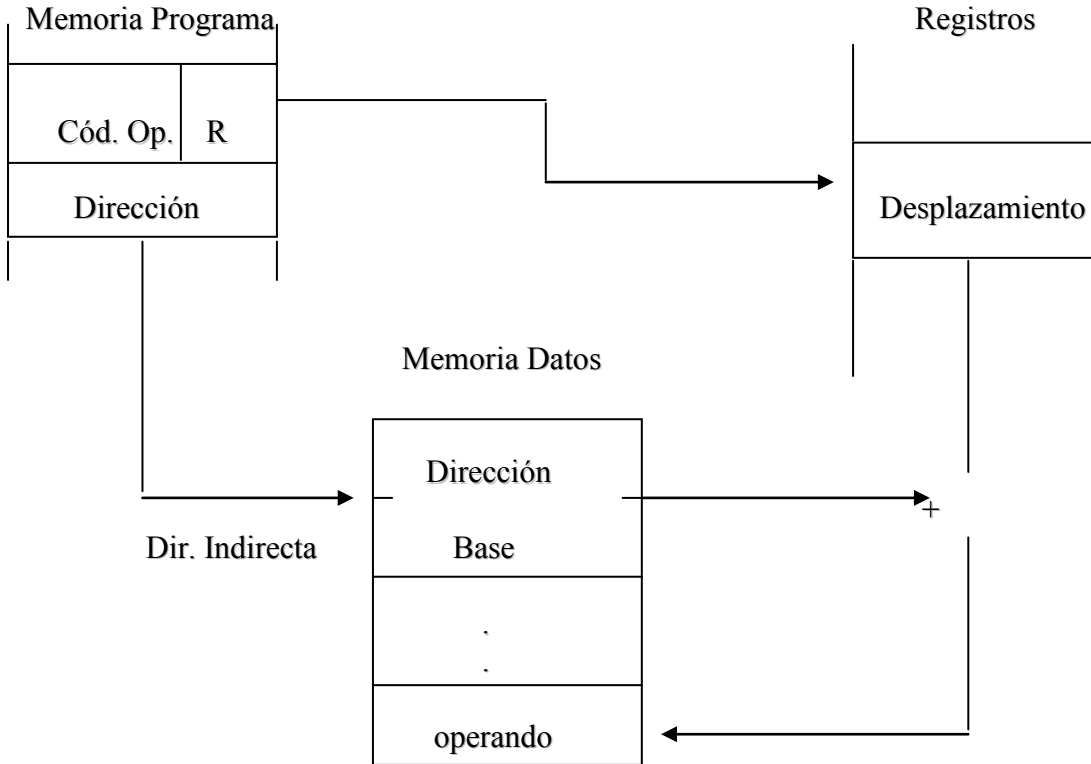 Memoria Programa
Registros
Cód. Op.
R
Dirección
Desplazamiento
Memoria Datos
Dirección
+
Dir. Indirecta
Base
.
.
operando